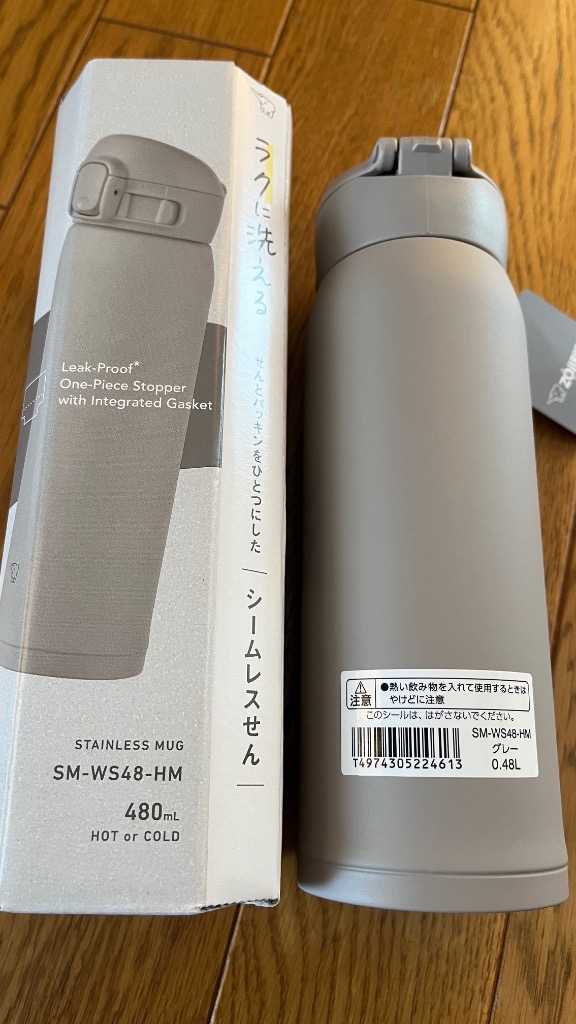 Leak-Proof*
One-Piece Stopper
with Integrated Gasket
STAINLESS MUG
SM-WS48-HM
480mL
HOT or COLD
ラクに洗える
せんとパッキンをひとつにした
シームレスせん
注意
●熱い飲み物を入れて使用するときは
やけどに注意
このシールは、はがさないでください。
T4974305224613
SM-WS48-HM
グレー
0.48L